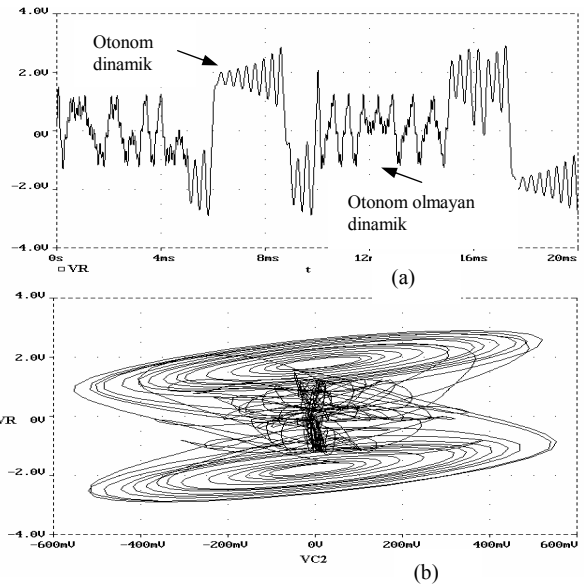 4.0V
Otonom
dinamik
2.0V
0V
-2.0V
Otonom olmayan
dinamik
-4.0V
0s 4ms 8ms 12ms 16ms 20ms
VR
t
(a)
4.0V
2.0V
VR 0V
-2.0V
-4.0V
-600mV -400mV -200mV 0V 200mV 400mV 600mV
VC2
(b)